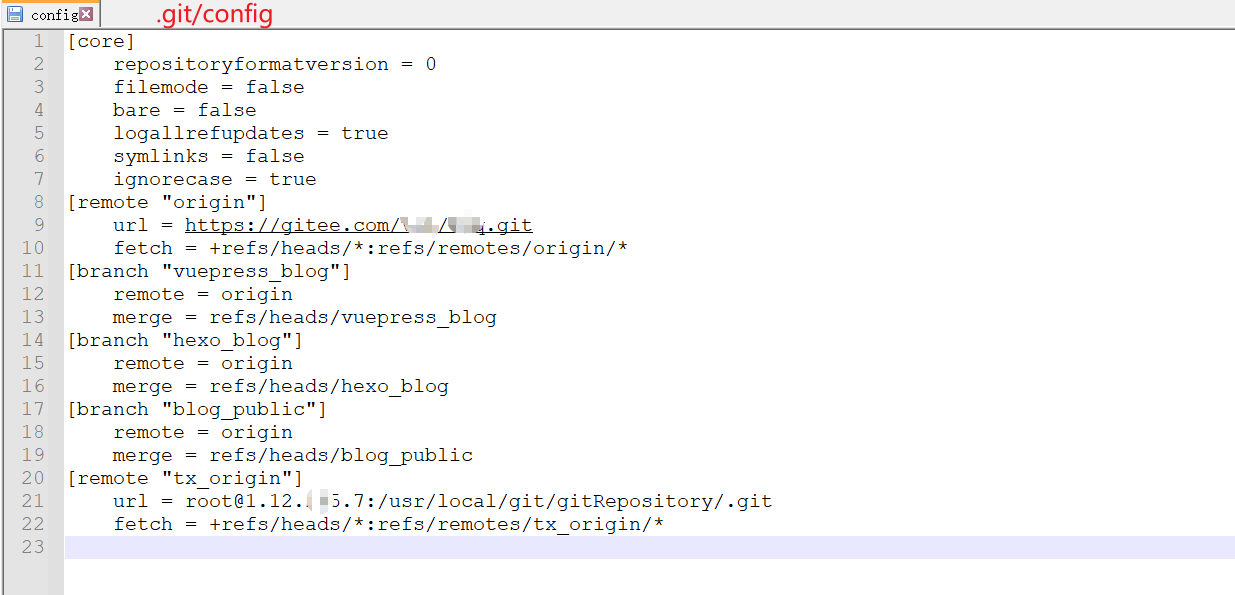 config
.git/config
1 [core]
2 repositoryformatversion = 0
3 filemode = false
4 bare = false
5 logallrefupdates = true
6 symlinks = false
7 ignorecase = true
8 [remote "origin"]
9 url = https://gitee.com/ / .git
10 fetch = +refs/heads/*:refs/remotes/origin/*
11 [branch "vuepress_blog"]
12 remote = origin
13 merge = refs/heads/vuepress_blog
14 [branch "hexo_blog"]
15 remote = origin
16 merge = refs/heads/hexo_blog
17 [branch "blog_public"]
18 remote = origin
19 merge = refs/heads/blog_public
20 [remote "tx_origin"]
21 url = root@1.12. 5.7:/usr/local/git/gitRepository/.git
22 fetch = +refs/heads/*:refs/remotes/tx_origin/*
23